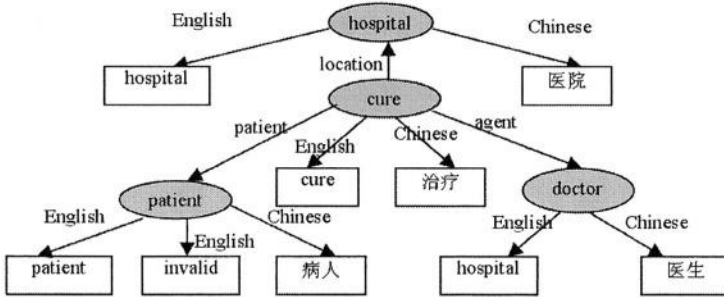 English
hospital
Chinese
hospital
location
医院
cure
patient
English
Chinese
agent
cure
治疗
patient
doctor
English
English
Chinese
English
Chinese
patient
invalid
病人
hospital
医生